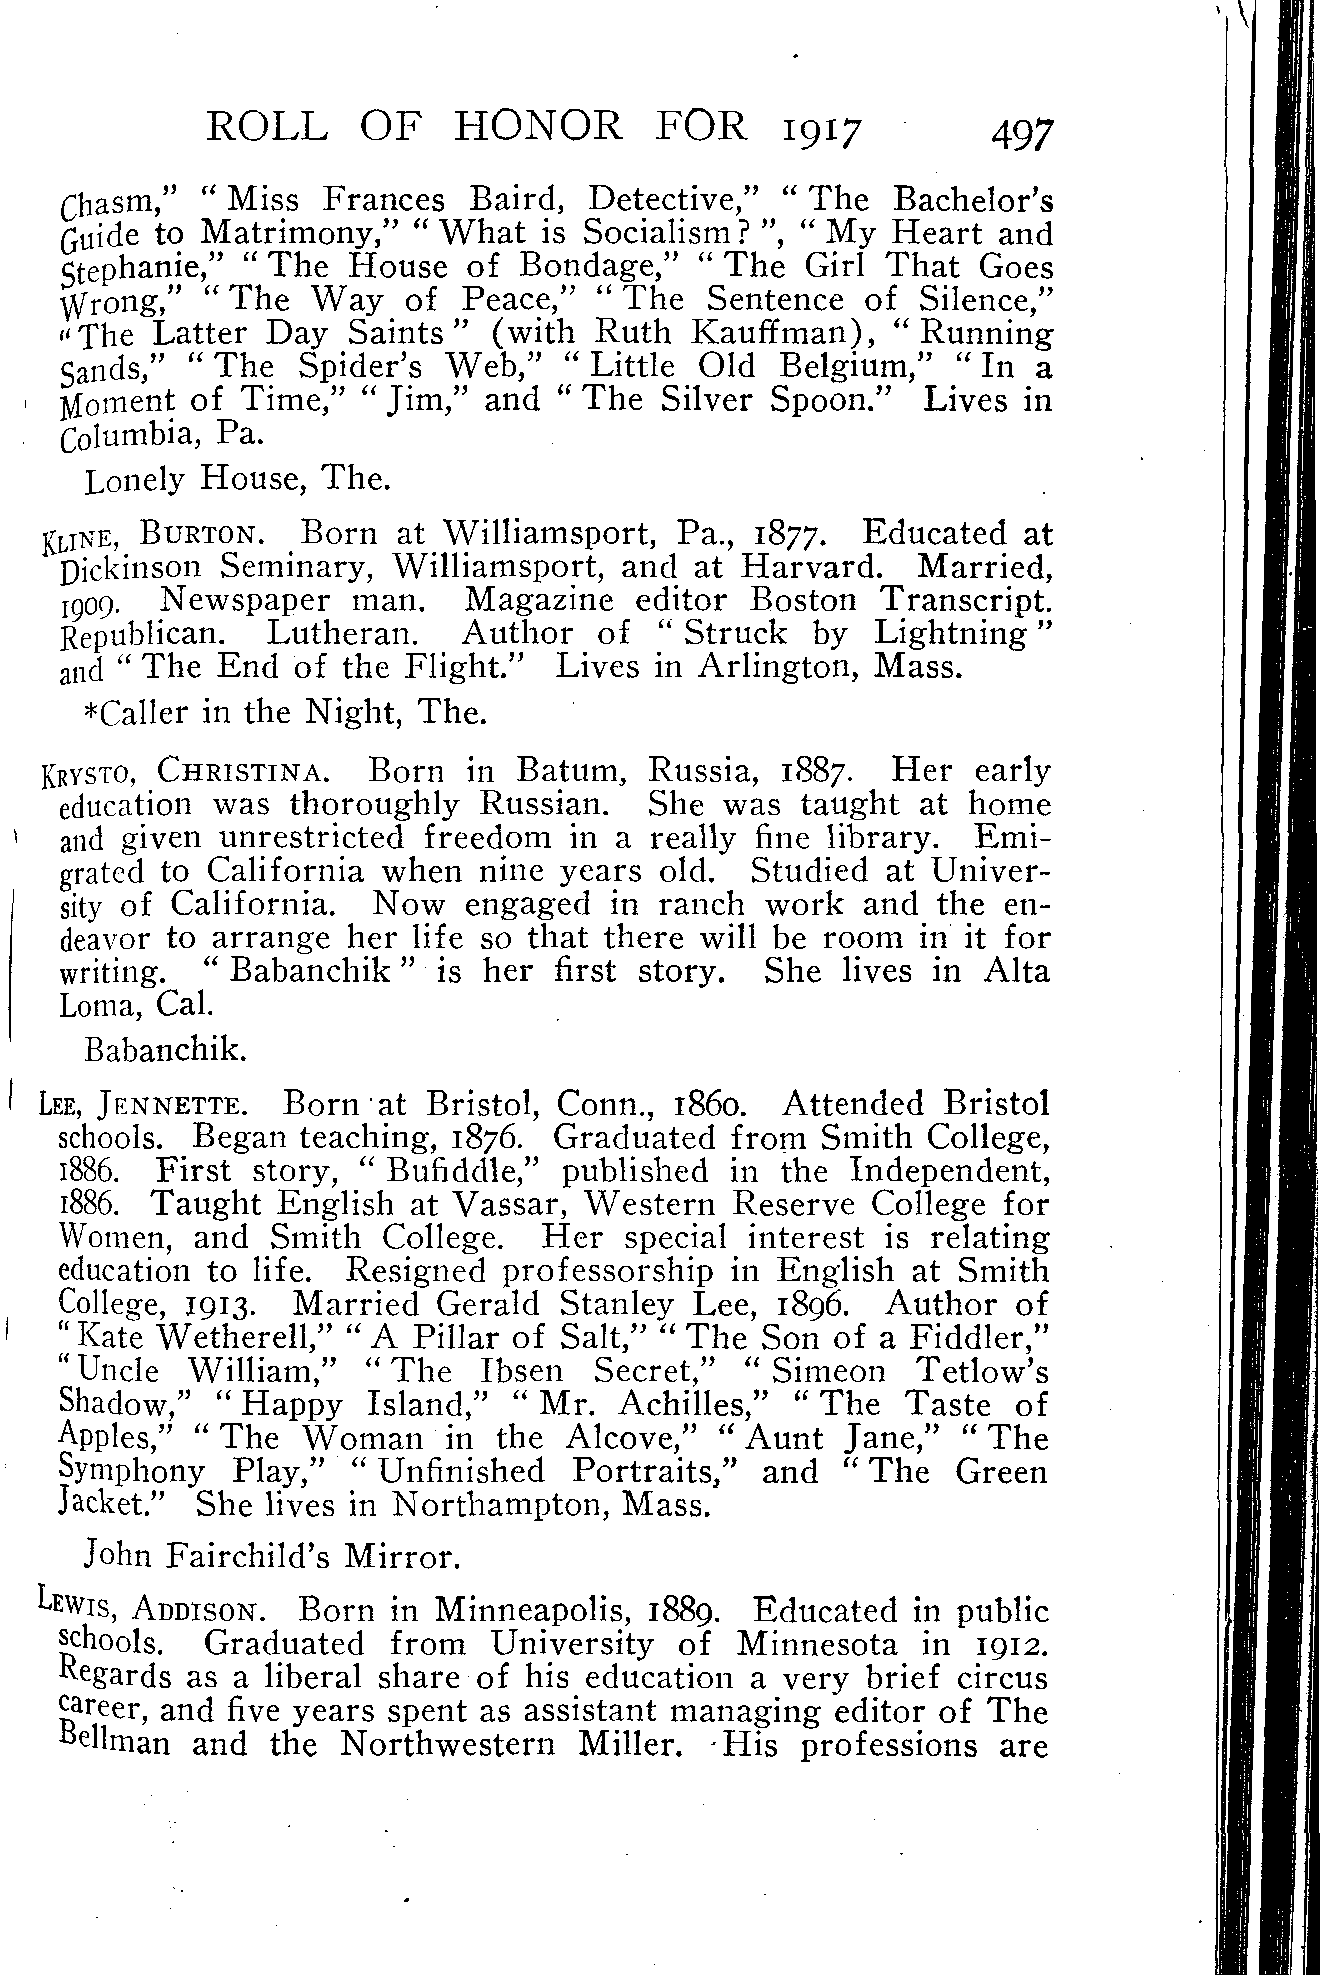 ROLL OF HONOR FOR 1917 497
Chasm,” “ Miss Frances Baird, Detective,” “ The Bachelor’s
Guide to Matrimony,” “ What is Socialism? ”, “ My Heart and
Stephanie,” “ The House of Bondage,” “ The Girl That Goes
Wrong,” “ The Way of Peace,” “ The Sentence of Silence,”
“ The Latter Day Saints ” (with Ruth Kauffman), “ Running
Sands,” “ The Spider’s Web,” “ Little Old Belgium,” “ In a
Moment of Time,” “ Jim,” and “ The Silver Spoon.” Lives in
Columbia, Pa.
Lonely House, The.
KLINE, BURTON. Born at Williamsport, Pa., 1877. Educated at
Dickinson Seminary, Williamsport, and at Harvard. Married,
1909. Newspaper man. Magazine editor Boston Transcript.
Republican. Lutheran. Author of “ Struck by Lightning ”
and “ The End of the Flight.” Lives in Arlington, Mass.
*Caller in the Night, The.
KRYSTO, CHRISTINA. Born in Batum, Russia, 1887. Her early
education was thoroughly Russian. She was taught at home
and given unrestricted freedom in a really fine library. Emi-
grated to California when nine years old. Studied at Univer-
sity of California. Now engaged in ranch work and the en-
deavor to arrange her life so that there will be room in it for
writing. “ Babanchik ” is her first story. She lives in Alta
Loma, Cal.
Babanchik.
LEE, JENNETTE. Born at Bristol, Conn., 1860. Attended Bristol
schools. Began teaching, 1876. Graduated from Smith College,
1886. First story, “ Bufiddle,” published in the Independent,
1886. Taught English at Vassar, Western Reserve College for
Women, and Smith College. Her special interest is relating
education to life. Resigned professorship in English at Smith
College, 1913. Married Gerald Stanley Lee, 1896. Author of
“ Kate Wetherell,” “ A Pillar of Salt,” “ The Son of a Fiddler,”
“ Uncle William,” “ The Ibsen Secret,” “ Simeon Tetlow’s
Shadow,” “ Happy Island,” “ Mr. Achilles,” “ The Taste of
Apples,” “ The Woman in the Alcove,” “ Aunt Jane,” “ The
Symphony Play,” “ Unfinished Portraits,” and “ The Green
Jacket.” She lives in Northampton, Mass.
John Fairchild’s Mirror.
LEWIS, ADDISON. Born in Minneapolis, 1889. Educated in public
schools. Graduated from University of Minnesota in 1912.
Regards as a liberal share of his education a very brief circus
career, and five years spent as assistant managing editor of The
Bellman and the Northwestern Miller. His professions are